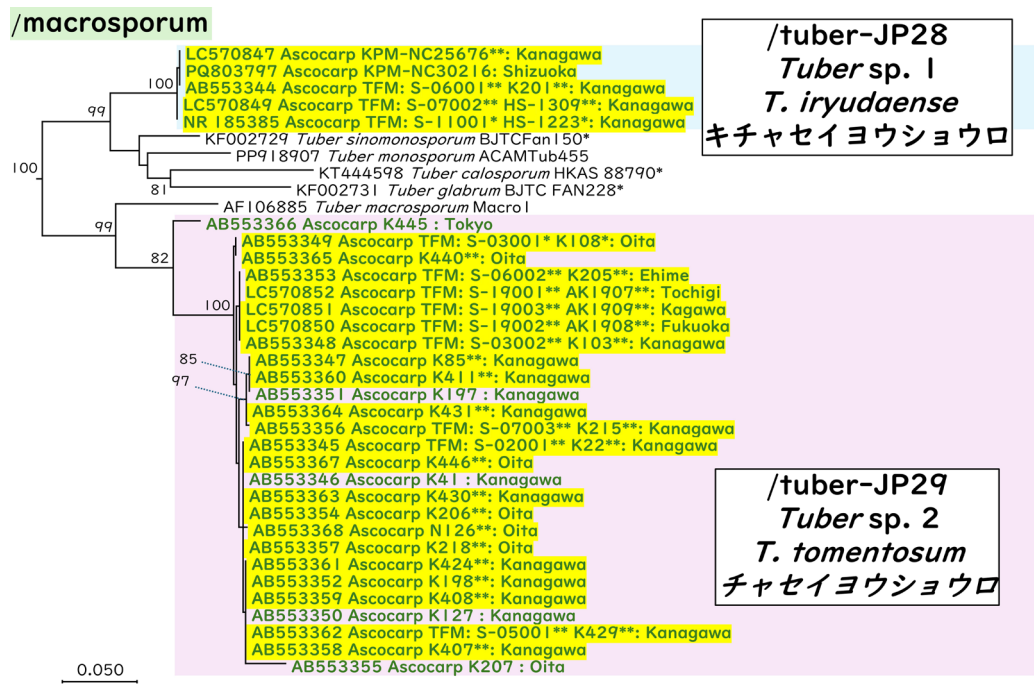 /macrosporum
/tuber-JP28
Tuber sp. 1
T. iryudaense
キチャセイヨウショウロ
LC570847 Ascocarp KPM-NC25676**: Kanagawa
PQ803797 Ascocarp KPM-NC30216: Shizuoka
100
AB553344 Ascocarp TFM: S-06001** K201**: Kanagawa
LC570849 Ascocarp TFM: S-07002** HS-1309**: Kanagawa
99
NR 185385 Ascocarp TFM: S-11001* HS-1223*: Kanagawa
KF002729 Tuber sinomonosporum BJTCFan150*
PP918907 Tuber monosporum ACAMTub455
100
KT444598 Tuber calosporum HKAS 88790*
81
KF002731 Tuber glabrum BJTC FAN228*
AF106885 Tuber macrosporum Macro1
99
AB553366 Ascocarp K445 : Tokyo
AB553349 Ascocarp TFM: S-03001* K108*: Oita
82
AB553365 Ascocarp K440**: Oita
AB553353 Ascocarp TFM: S-06002** K205**: Ehime
LC570852 Ascocarp TFM: S-19001** AK1907**: Tochigi
100
LC570851 Ascocarp TFM: S-19003** AK1909**: Kagawa
LC570850 Ascocarp TFM: S-19002** AK1908**: Fukuoka
AB553348 Ascocarp TFM: S-03002** K103**: Kanagawa
85
AB553347 Ascocarp K85**: Kanagawa
AB553360 Ascocarp K411**: Kanagawa
97
AB553351 Ascocarp K197 : Kanagawa
AB553364 Ascocarp K431**: Kanagawa
AB553356 Ascocarp TFM: S-07003** K215**: Kanagawa
AB553345 Ascocarp TFM: S-02001** K22**: Kanagawa
AB553367 Ascocarp K446**: Oita
AB553346 Ascocarp K41 : Kanagawa
AB553363 Ascocarp K430**: Kanagawa
AB553354 Ascocarp K206**: Oita
AB553368 Ascocarp N126**: Oita
AB553357 Ascocarp K218**: Oita
AB553361 Ascocarp K424**: Kanagawa
AB553352 Ascocarp K198**: Kanagawa
AB553359 Ascocarp K408**: Kanagawa
AB553350 Ascocarp K127 : Kanagawa
AB553362 Ascocarp TFM: S-05001** K429**: Kanagawa
AB553358 Ascocarp K407**: Kanagawa
AB553355 Ascocarp K207 : Oita
/tuber-JP29
Tuber sp. 2
T. tomentosum
チャセイヨウショウロ
0.050